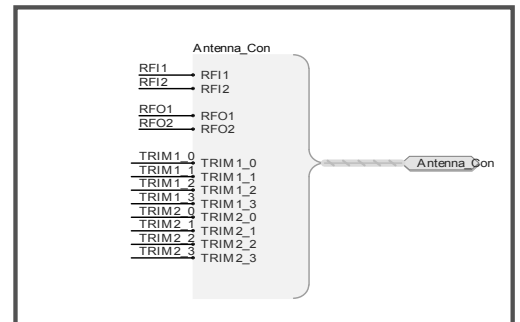 Antenna_Con
RFI1 RFI1
RFI2 RFI2
RFO1 RFO1
RFO2 RFO2
TRIM1_0 TRIM1_0
TRIM1_1 TRIM1_1
TRIM1_2 TRIM1_2
TRIM1_3 TRIM1_3
TRIM2_0 TRIM2_0
TRIM2_1 TRIM2_1
TRIM2_2 TRIM2_2
TRIM2_3 TRIM2_3
Antenna_Con